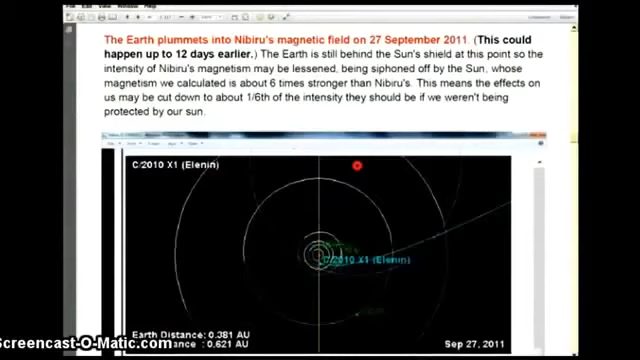 The Earth plummets into Nibiru's magnetic field on 27 September 2011. (This could
happen up to 12 days earlier.) The Earth is still behind the Sun's shield at this point so the
intensity of Nibiru's magnetism may be lessened, being siphoned off by the Sun, whose
magnetism we calculated is about 6 times stronger than Nibiru's. This means the effects on
us may be cut down to about 1/6th of the intensity they should be if we weren't being
protected by our sun.
C/2010 X1 (Elenin)
C/2010 X1 (Elenin)
Earth Distance: 0.381 AU
Distance : 0.621 AU
Sep 27, 2011
Screencast-O-Matic.com